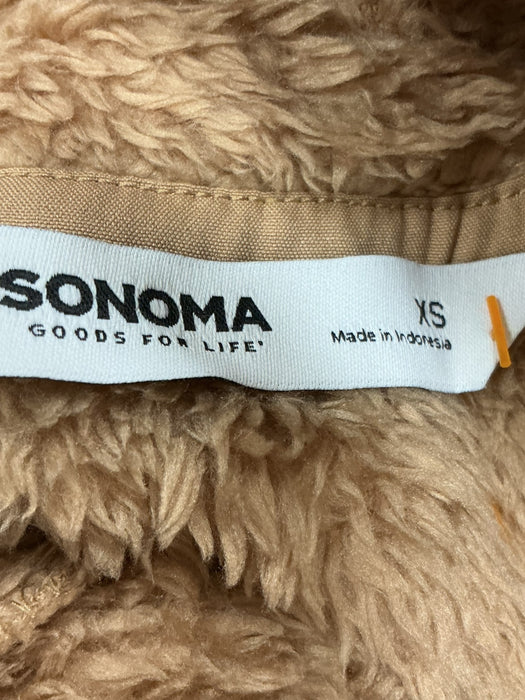 SONOMA
GOODS FOR LIFE'
XS
Made in Indonesia